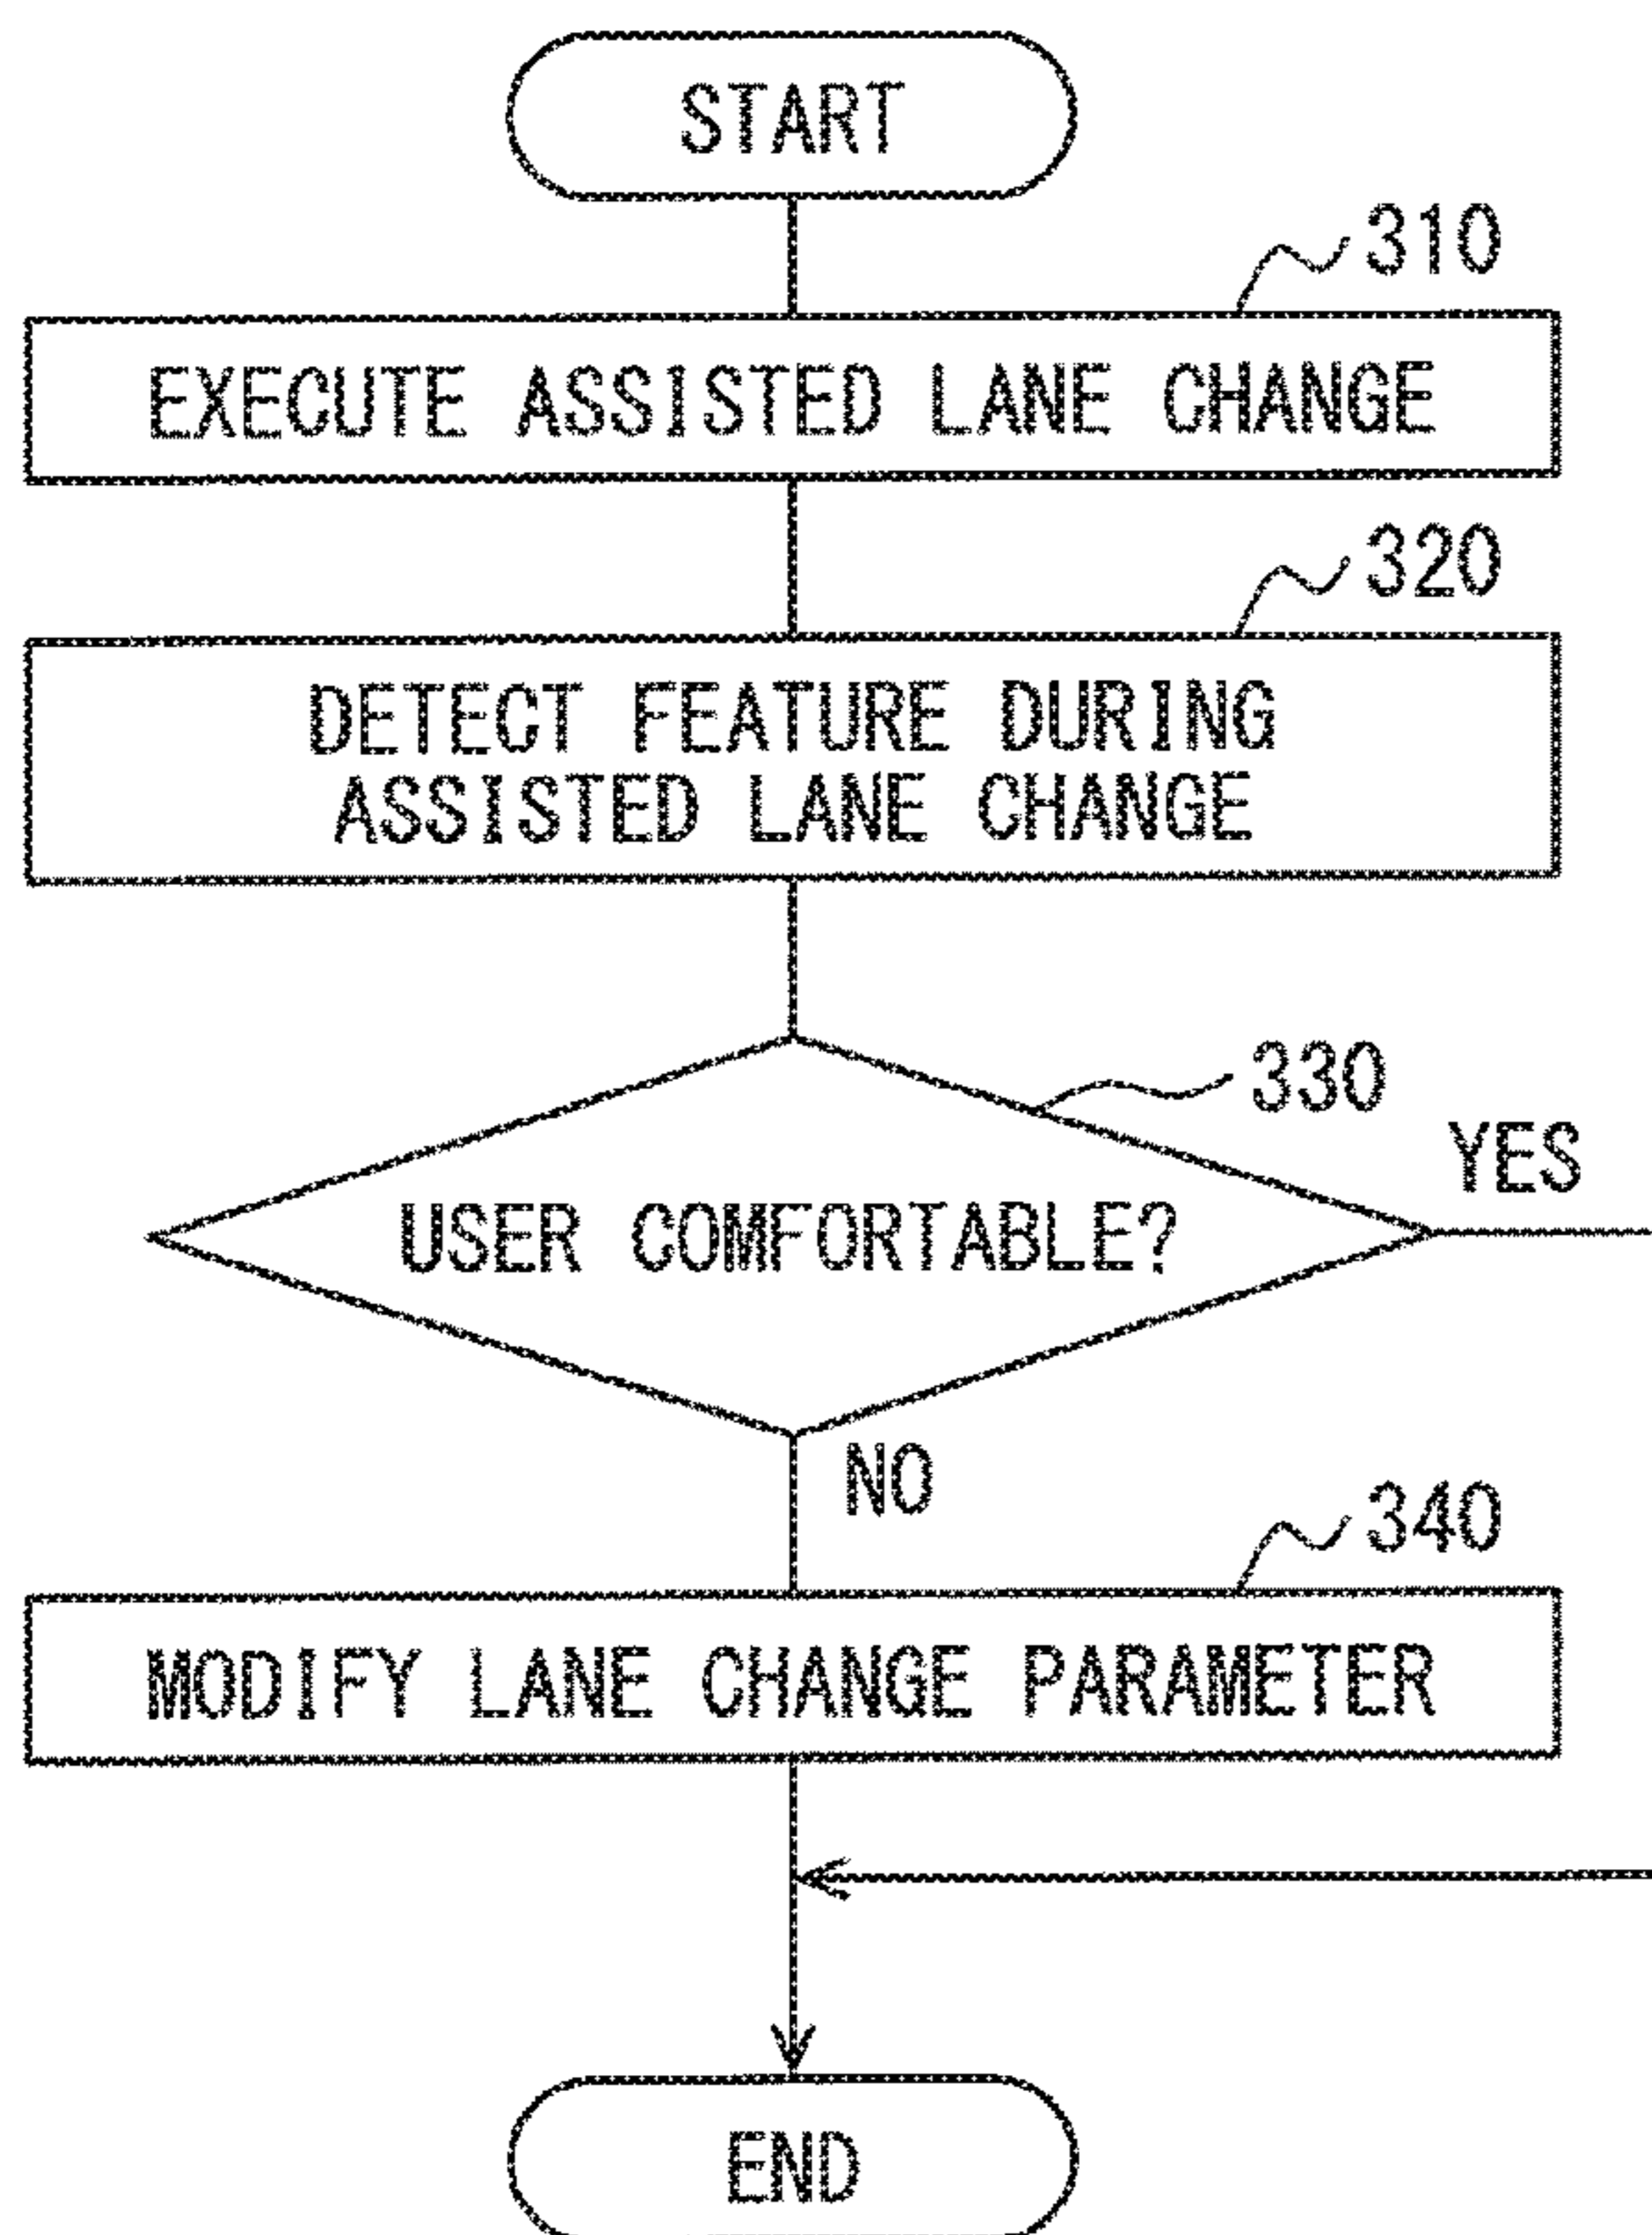 START
310
EXECUTE ASSISTED LANE CHANGE
320
DETECT FEATURE DURING
ASSISTED LANE CHANGE
330
YES
USER COMFORTABLE?
NO
340
MODIFY LANE CHANGE PARAMETER
END